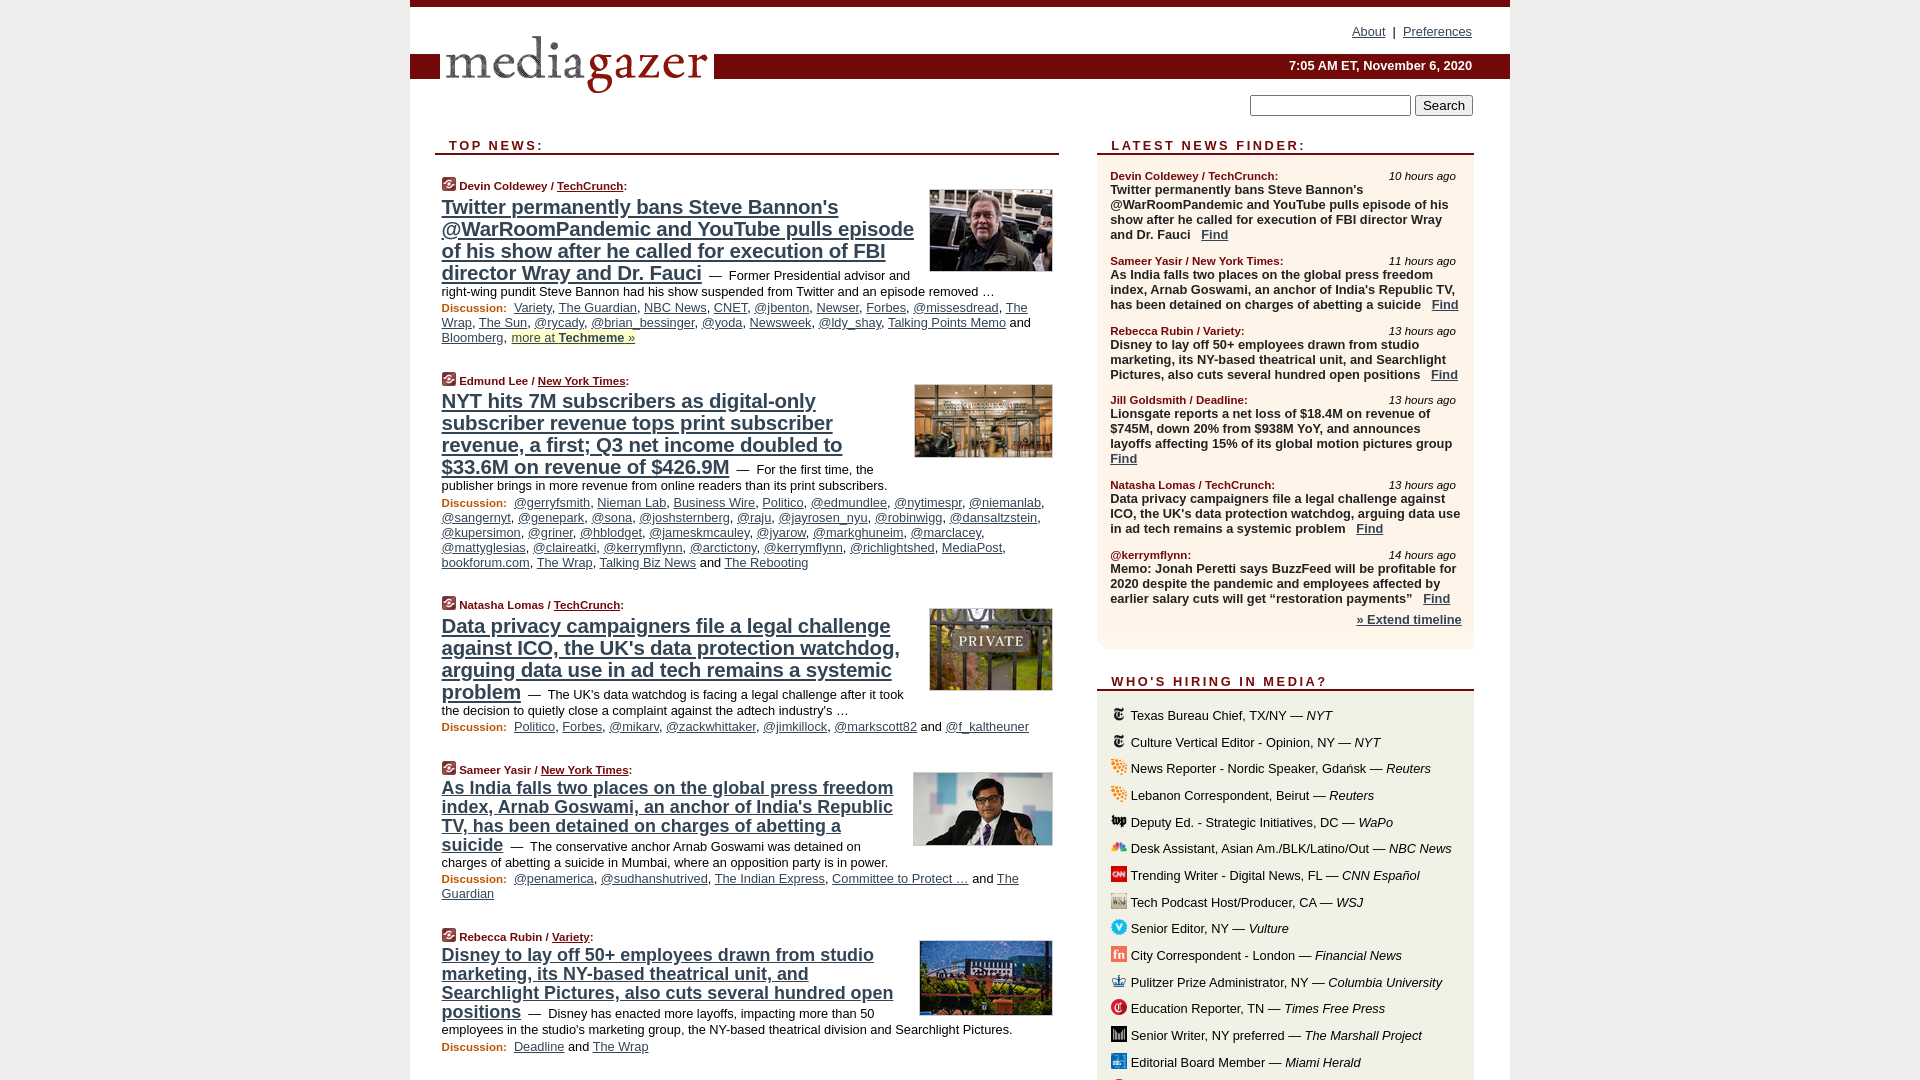 About | Preferences
mediagazer
7:05 AM ET, November 6, 2020
Search
TOP NEWS:
Devin Coldewey / TechCrunch:
Twitter permanently bans Steve Bannon's
@WarRoomPandemic and YouTube pulls episode
of his show after he called for execution of FBI
director Wray and Dr. Fauci — Former Presidential advisor and
right-wing pundit Steve Bannon had his show suspended from Twitter and an episode removed …
Discussion: Variety, The Guardian, NBC News, CNET, @jbenton, Newser, Forbes, @missesdread, The
Wrap, The Sun, @rycady, @brian_bessinger, @yoda, Newsweek, @ldy_shay, Talking Points Memo and
Bloomberg, more at Techmeme »
Edmund Lee / New York Times:
NYT hits 7M subscribers as digital-only
subscriber revenue tops print subscriber
revenue, a first; Q3 net income doubled to
$33.6M on revenue of $426.9M — For the first time, the
publisher brings in more revenue from online readers than its print subscribers.
Discussion: @gerryfsmith, Nieman Lab, Business Wire, Politico, @edmundlee, @nytimespr, @niemanlab,
@sangernyt, @genepark, @sona, @joshsternberg, @raju, @jayrosen_nyu, @robinwigg, @dansaltzstein,
@kupersimon, @griner, @hblodget, @jameskmcauley, @jyarow, @markghuneim, @marclacey,
@mattyglesias, @claireatki, @kerrymflynn, @arctictony, @kerrymflynn, @richlightshed, MediaPost,
bookforum.com, The Wrap, Talking Biz News and The Rebooting
Natasha Lomas / TechCrunch:
Data privacy campaigners file a legal challenge
against ICO, the UK's data protection watchdog,
arguing data use in ad tech remains a systemic
problem — The UK's data watchdog is facing a legal challenge after it took
the decision to quietly close a complaint against the adtech industry's …
Discussion: Politico, Forbes, @mikarv, @zackwhittaker, @jimkillock, @markscott82 and @f_kaltheuner
PRIVATE
Sameer Yasir / New York Times:
As India falls two places on the global press freedom
index, Arnab Goswami, an anchor of India's Republic
TV, has been detained on charges of abetting a
suicide — The conservative anchor Arnab Goswami was detained on
charges of abetting a suicide in Mumbai, where an opposition party is in power.
Discussion: @penamerica, @sudhanshutrived, The Indian Express, Committee to Protect … and The
Guardian
Rebecca Rubin / Variety:
Disney to lay off 50+ employees drawn from studio
marketing, its NY-based theatrical unit, and
Searchlight Pictures, also cuts several hundred open
positions — Disney has enacted more layoffs, impacting more than 50
employees in the studio's marketing group, the NY-based theatrical division and Searchlight Pictures.
Discussion: Deadline and The Wrap
LATEST NEWS FINDER:
Devin Coldewey / TechCrunch: 10 hours ago
Twitter permanently bans Steve Bannon's
@WarRoomPandemic and YouTube pulls episode of his
show after he called for execution of FBI director Wray
and Dr. Fauci Find
Sameer Yasir / New York Times: 11 hours ago
As India falls two places on the global press freedom
index, Arnab Goswami, an anchor of India's Republic TV,
has been detained on charges of abetting a suicide Find
Rebecca Rubin / Variety: 13 hours ago
Disney to lay off 50+ employees drawn from studio
marketing, its NY-based theatrical unit, and Searchlight
Pictures, also cuts several hundred open positions Find
Jill Goldsmith / Deadline: 13 hours ago
Lionsgate reports a net loss of $18.4M on revenue of
$745M, down 20% from $938M YoY, and announces
layoffs affecting 15% of its global motion pictures group
Find
Natasha Lomas / TechCrunch: 13 hours ago
Data privacy campaigners file a legal challenge against
ICO, the UK's data protection watchdog, arguing data use
in ad tech remains a systemic problem Find
@kerrymflynn: 14 hours ago
Memo: Jonah Peretti says BuzzFeed will be profitable for
2020 despite the pandemic and employees affected by
earlier salary cuts will get “restoration payments” Find
» Extend timeline
WHO'S HIRING IN MEDIA?
Texas Bureau Chief, TX/NY — NYT
Culture Vertical Editor - Opinion, NY — NYT
News Reporter - Nordic Speaker, Gdańsk — Reuters
Lebanon Correspondent, Beirut — Reuters
wp Deputy Ed. - Strategic Initiatives, DC — WaPo
Desk Assistant, Asian Am./BLK/Latino/Out — NBC News
CNN Trending Writer - Digital News, FL — CNN Español
WSJ Tech Podcast Host/Producer, CA — WSJ
Senior Editor, NY — Vulture
fn City Correspondent - London — Financial News
Pulitzer Prize Administrator, NY — Columbia University
Education Reporter, TN — Times Free Press
Senior Writer, NY preferred — The Marshall Project
Editorial Board Member — Miami Herald